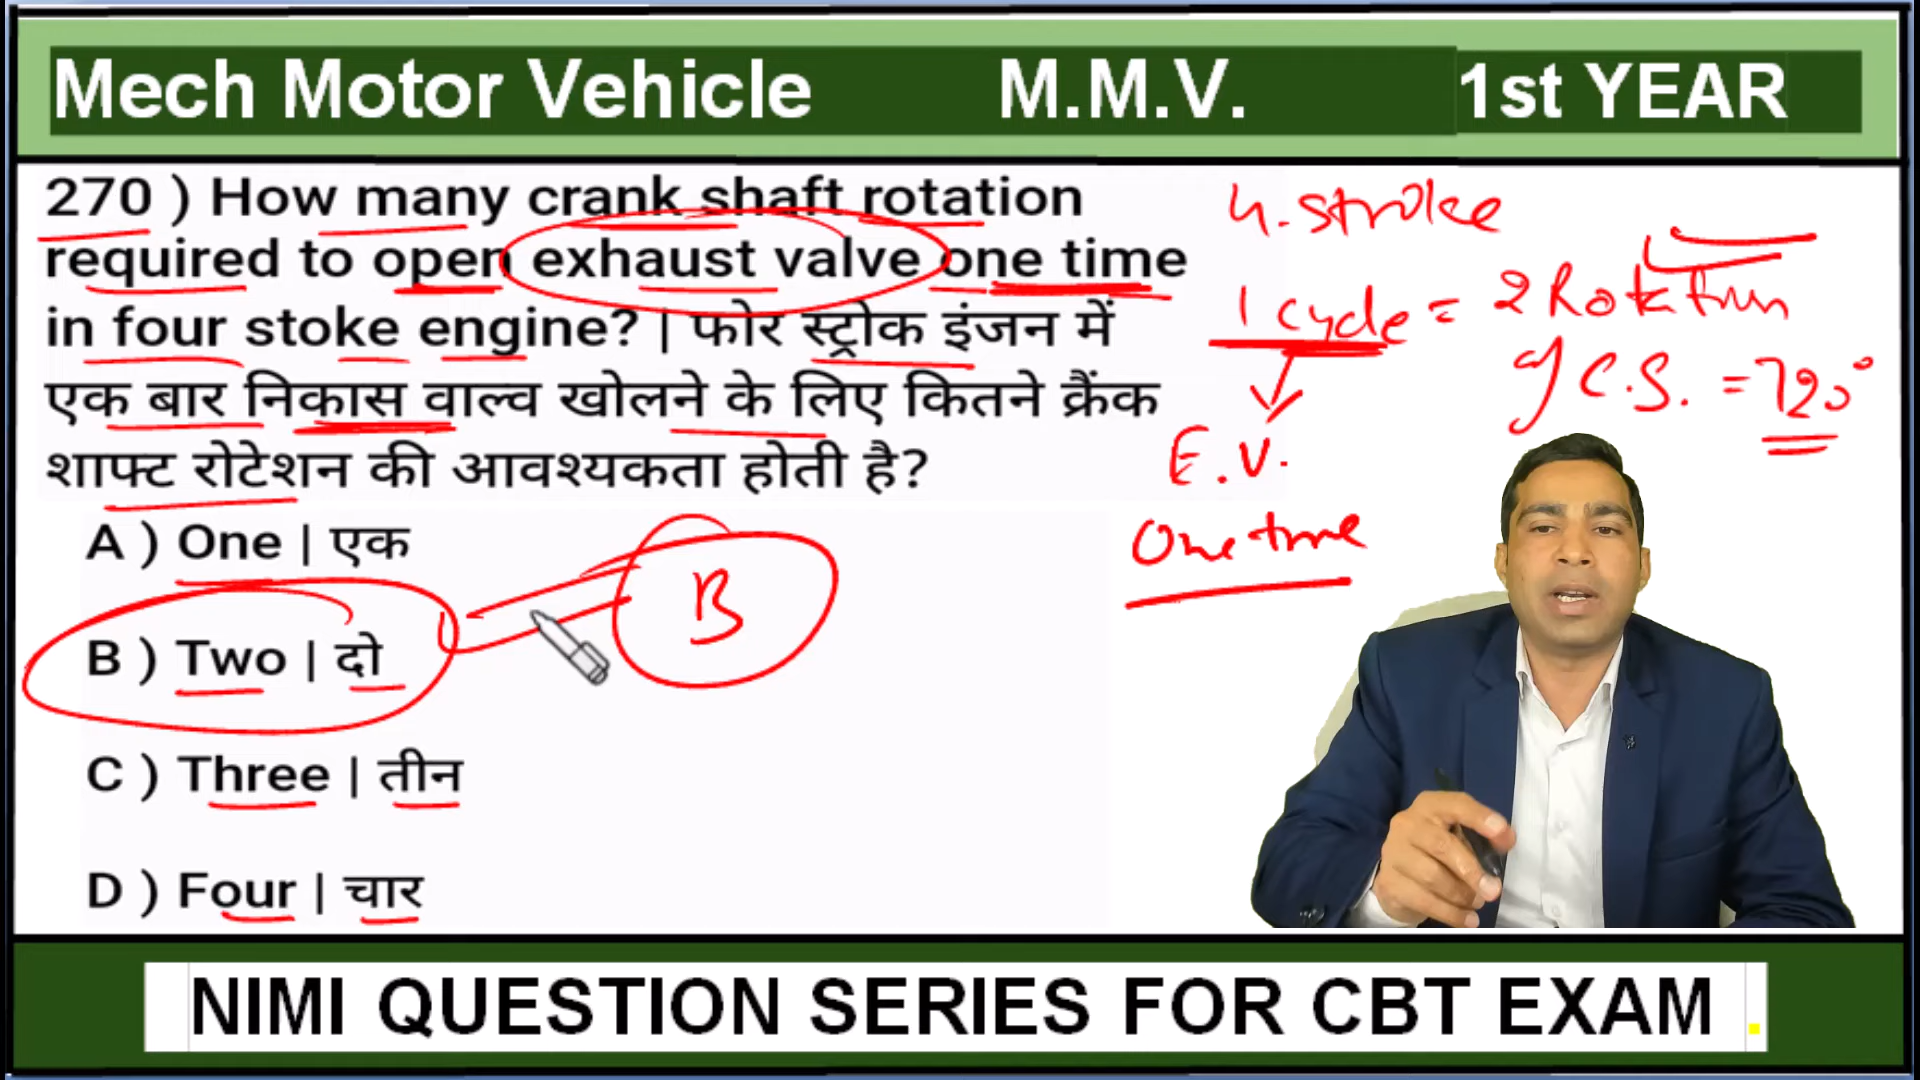 Mech Motor Vehicle M.M.V. 1st YEAR
270 ) How many crank shaft rotation
required to open exhaust valve one time
in four stoke engine? | फोर स्ट्रोक इंजन में
एक बार निकास वाल्व खोलने के लिए कितने क्रैंक
शाफ्ट रोटेशन की आवश्यकता होती है?
A ) One | एक
B ) Two | दो
C ) Three | तीन
D ) Four | चार
B
4. stroke
1 cycle = 2 Rotation
of C.S. = 720°
E.V.
One time
NIMI QUESTION SERIES FOR CBT EXAM .